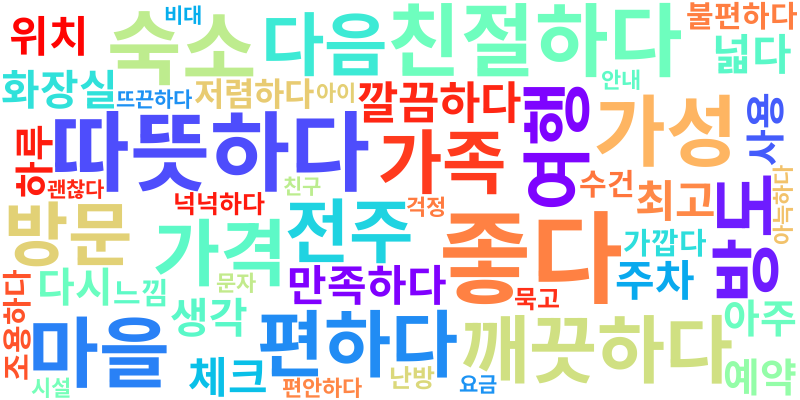 비대
위치
숙소
다음
친절하다
불편하다
넓다
화장실
뜨끈하다
저렴하다
아이
깔끔하다
안내
하루
따뜻하다
가족
여행
가성
사용
괜찮다
넉넉하다
친구
걱정
수건
최고
방도
아늑하다
방문
가격
전주
좋다
가깝다
다시
느낌
문자
만족하다
묵고
주차
조용하다
마을
생각
편하다
깨끗하다
아주
시설
체크
편안하다
난방
요금
예약